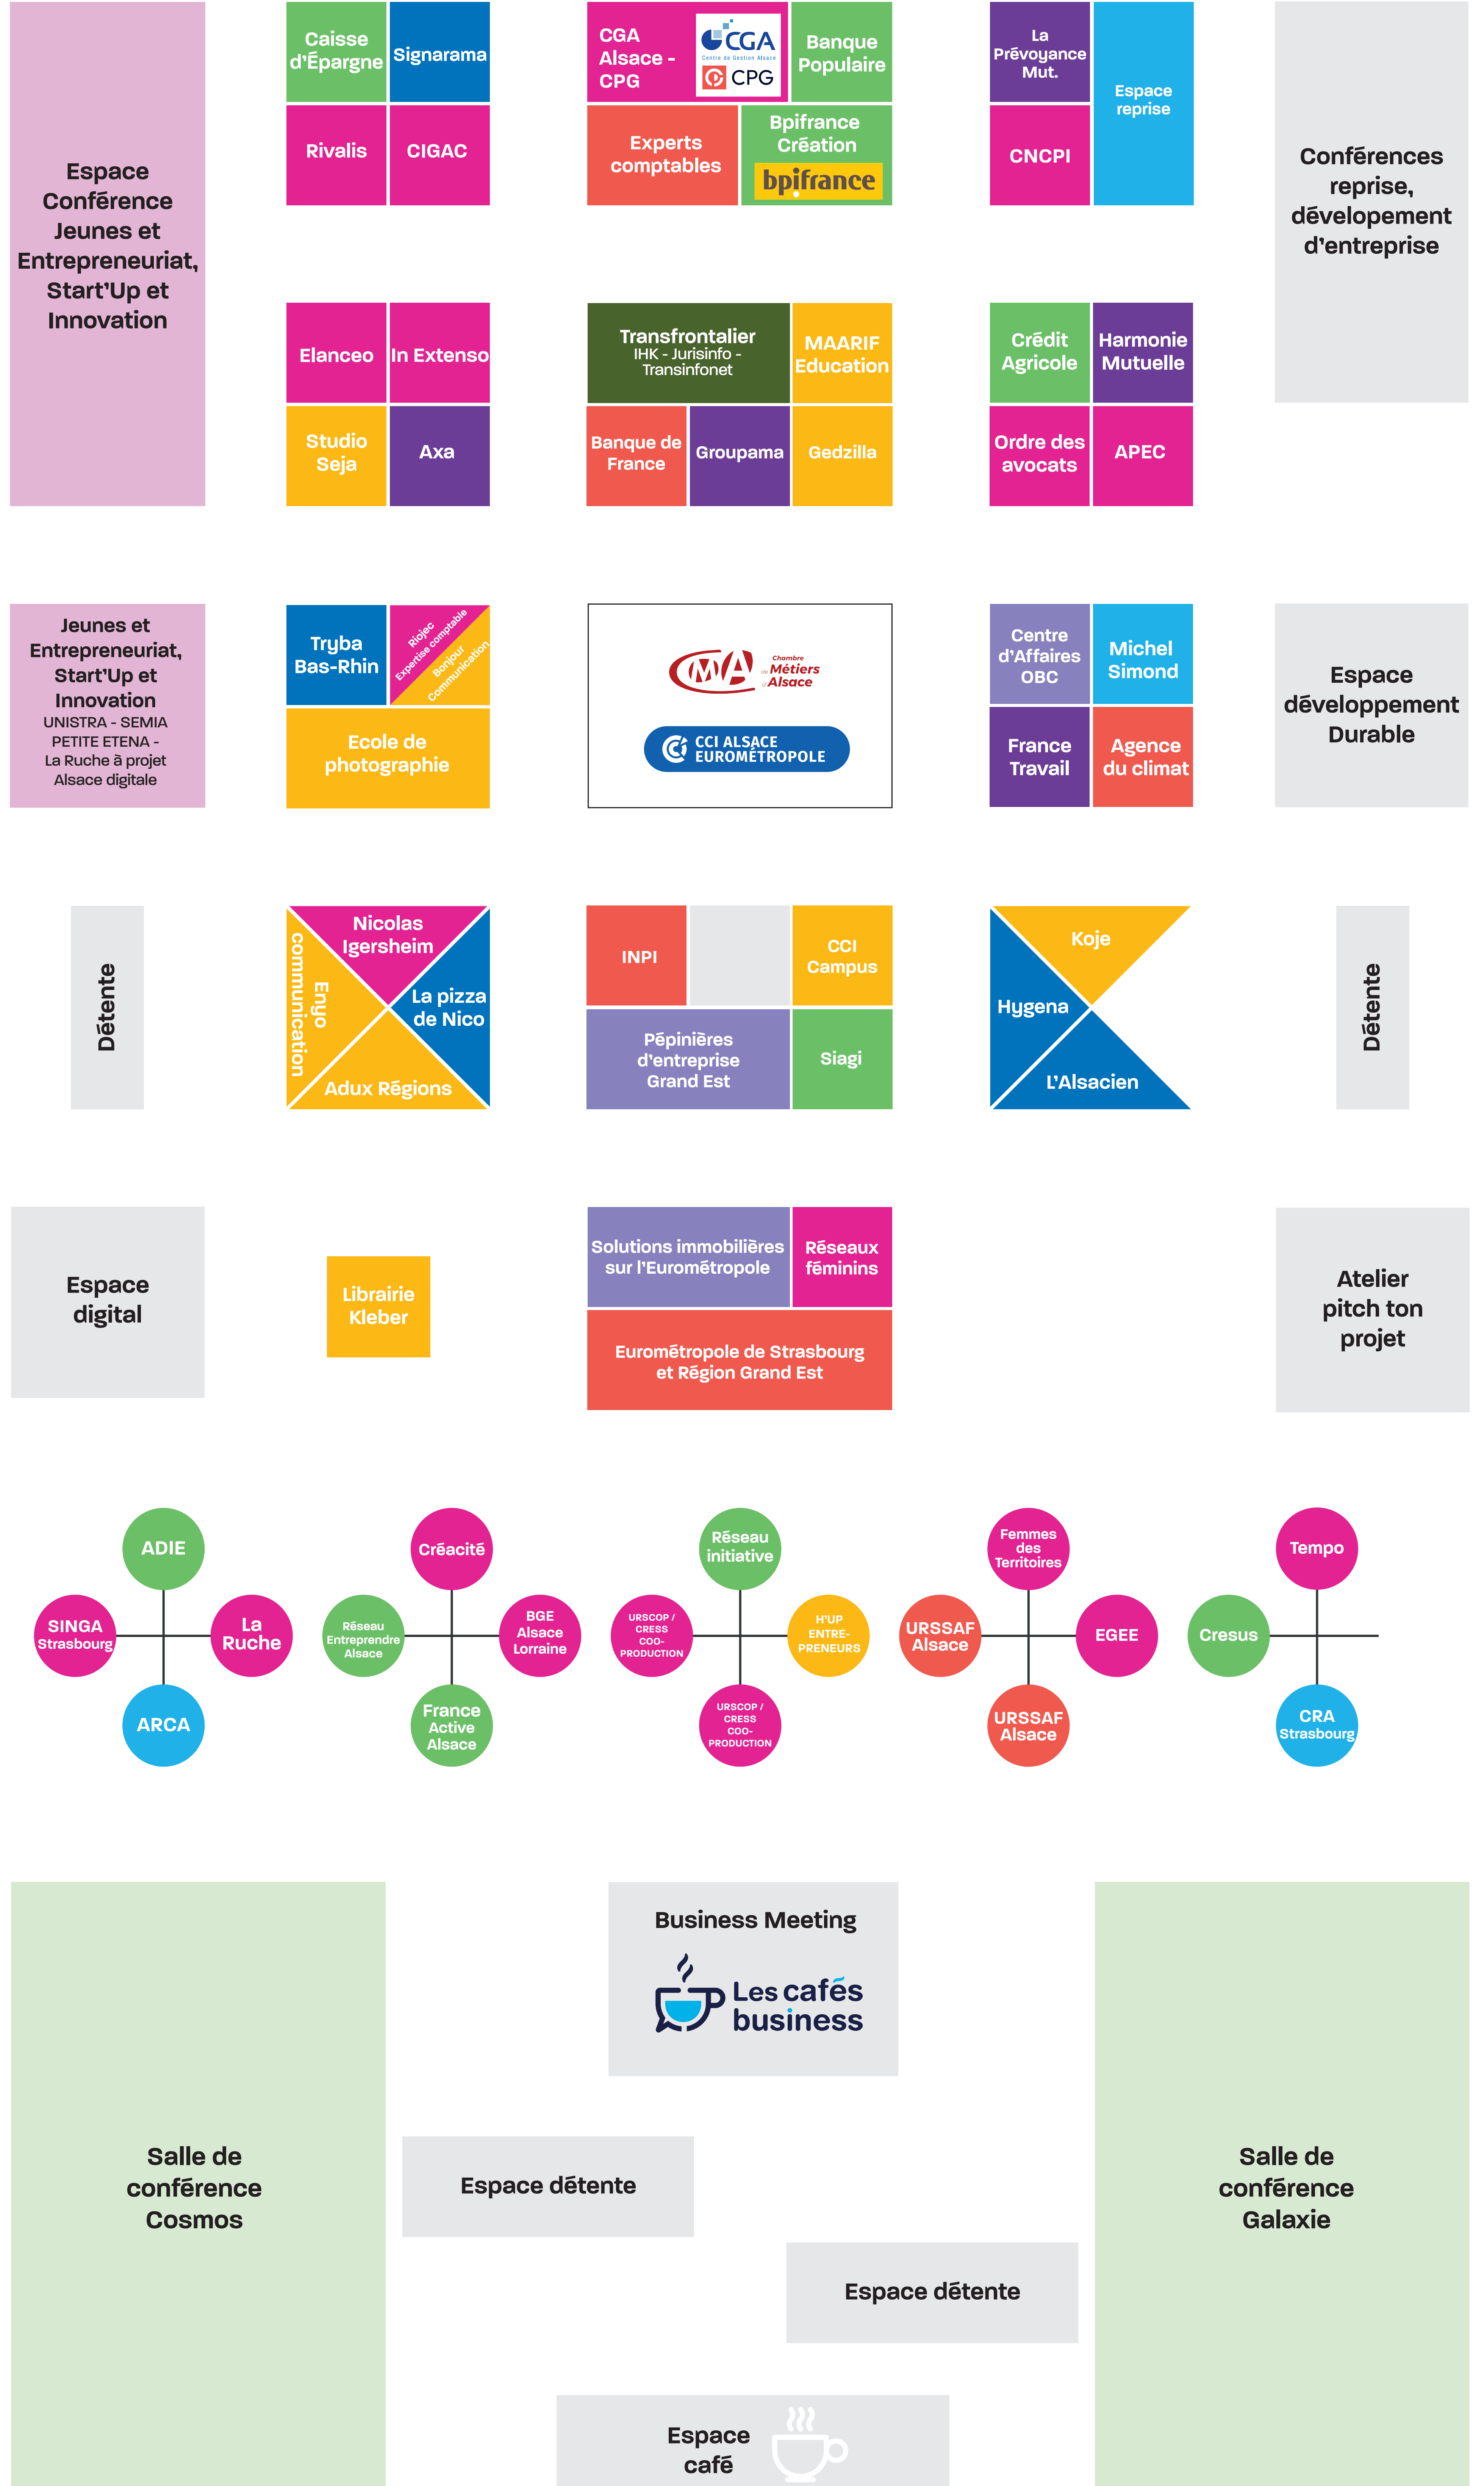 Espace
Conférence
Jeunes et
Entrepreneuriat,
Start'Up et
Innovation
Caisse
d'Épargne
Signarama
Rivalis
CIGAC
CGA
Alsace -
CPG
CGA
Centre de Gestion Alsace
CPG
Banque
Populaire
Experts
comptables
Bpifrance
Création
bpifrance
La
Prévoyance
Mut.
Espace
reprise
CNCPI
Conférences
reprise,
dévelopement
d'entreprise
Elanceo
In Extenso
Studio
Seja
Axa
Transfrontalier
IHK - Jurisinfo -
Transinfonet
MAARIF
Education
Banque de
France
Groupama
Gedzilla
Crédit
Agricole
Harmonie
Mutuelle
Ordre des
avocats
APEC
Jeunes et
Entrepreneuriat,
Start'Up et
Innovation
UNISTRA - SEMIA
PETITE ETENA -
La Ruche à projet
Alsace digitale
Tryba
Bas-Rhin
Riojec
Expertise comptable
Bonjour
Communication
Ecole de
photographie
CMA
Chambre
de Métiers
d'Alsace
CCI ALSACE
EUROMÉTROPOLE
Centre
d'Affaires
OBC
Michel
Simond
France
Travail
Agence
du climat
Espace
développement
Durable
Détente
Nicolas
Igersheim
Enyo
communication
La pizza
de Nico
Adux Régions
INPI
CCI
Campus
Pépinières
d'entreprise
Grand Est
Siagi
Koje
Hygena
L'Alsacien
Détente
Espace
digital
Librairie
Kleber
Solutions immobilières
sur l'Eurométropole
Réseaux
féminins
Eurométropole de Strasbourg
et Région Grand Est
Atelier
pitch ton
projet
ADIE
SINGA
Strasbourg
La
Ruche
ARCA
Créacité
Réseau
Entreprendre
Alsace
BGE
Alsace
Lorraine
France
Active
Alsace
Réseau
initiative
URSCOP /
CRESS
COO-
PRODUCTION
H'UP
ENTRE-
PRENEURS
URSCOP /
CRESS
COO-
PRODUCTION
Femmes
des
Territoires
URSSAF
Alsace
EGEE
URSSAF
Alsace
Tempo
Cresus
CRA
Strasbourg
Salle de
conférence
Cosmos
Business Meeting
Les cafés
business
Espace détente
Espace détente
Salle de
conférence
Galaxie
Espace
café